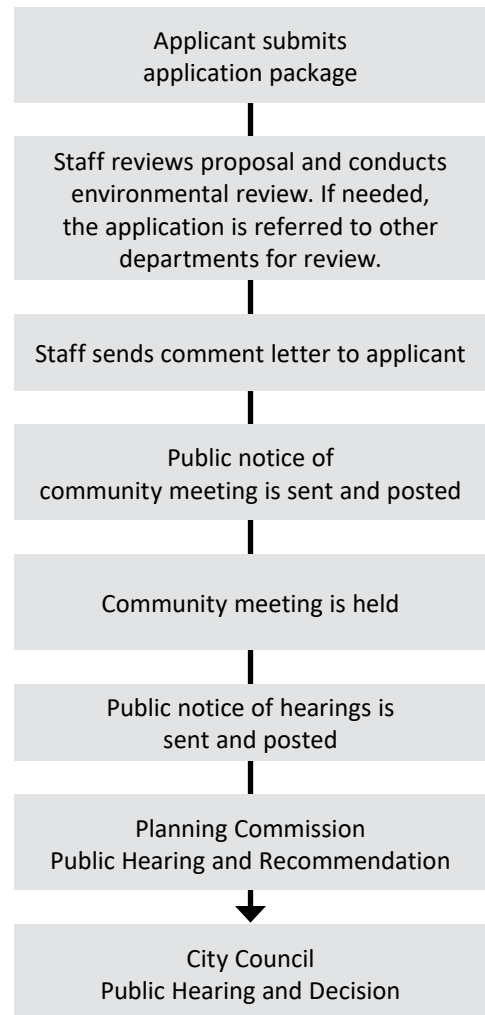 Applicant submits
application package
Staff reviews proposal and conducts
environmental review. If needed,
the application is referred to other
departments for review.
Staff sends comment letter to applicant
Public notice of
community meeting is sent and posted
Community meeting is held
Public notice of hearings is
sent and posted
Planning Commission
Public Hearing and Recommendation
City Council
Public Hearing and Decision